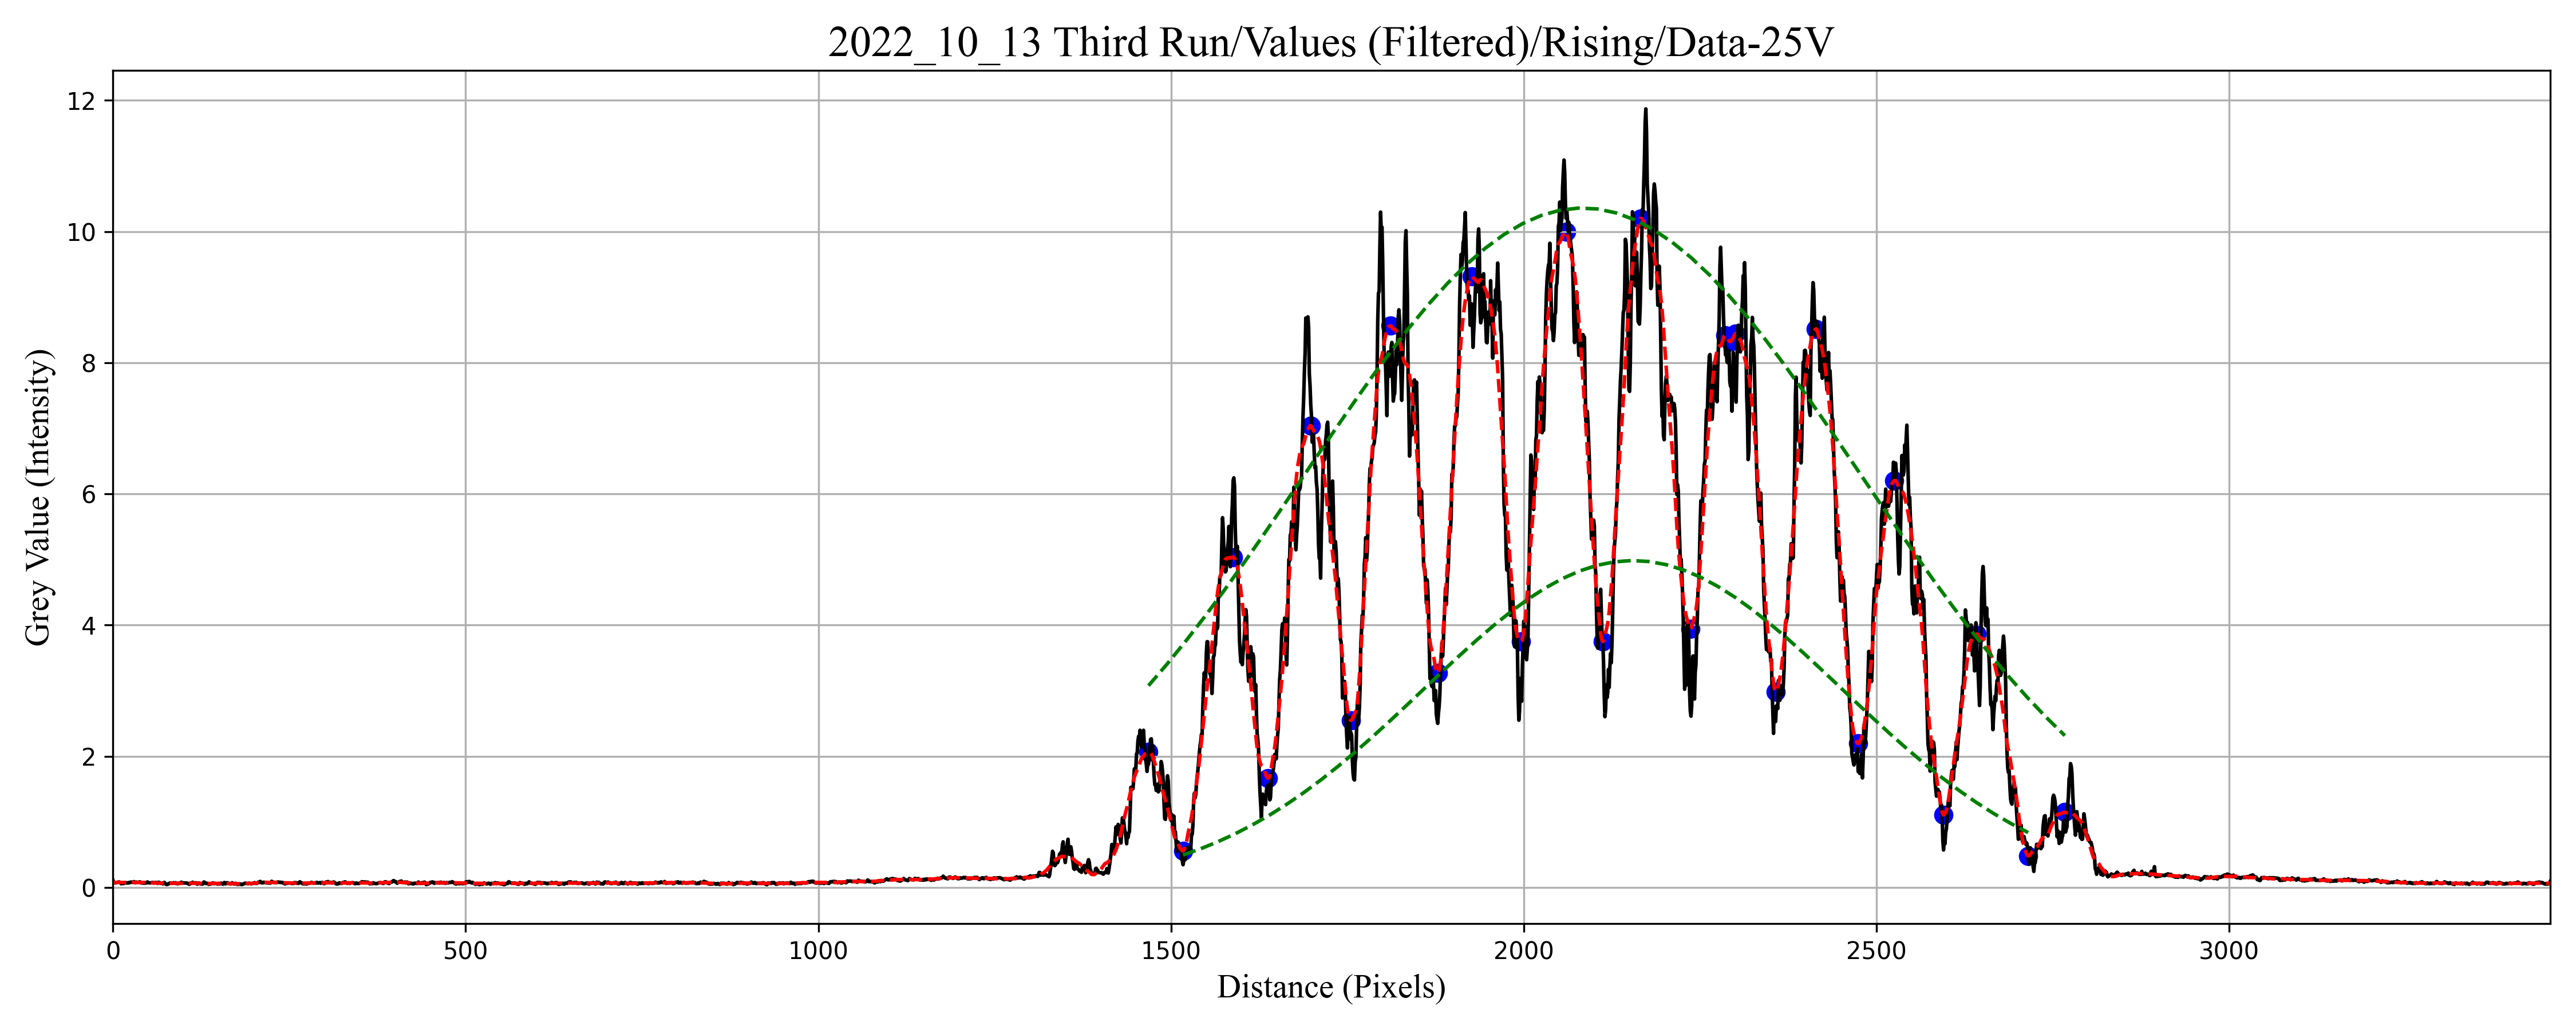 2022_10_13 Third Run/Values (Filtered)/Rising/Data-25V
Grey Value (Intensity)
12
10
8
6
4
2
0
0 500 1000 1500 2000 2500 3000
Distance (Pixels)